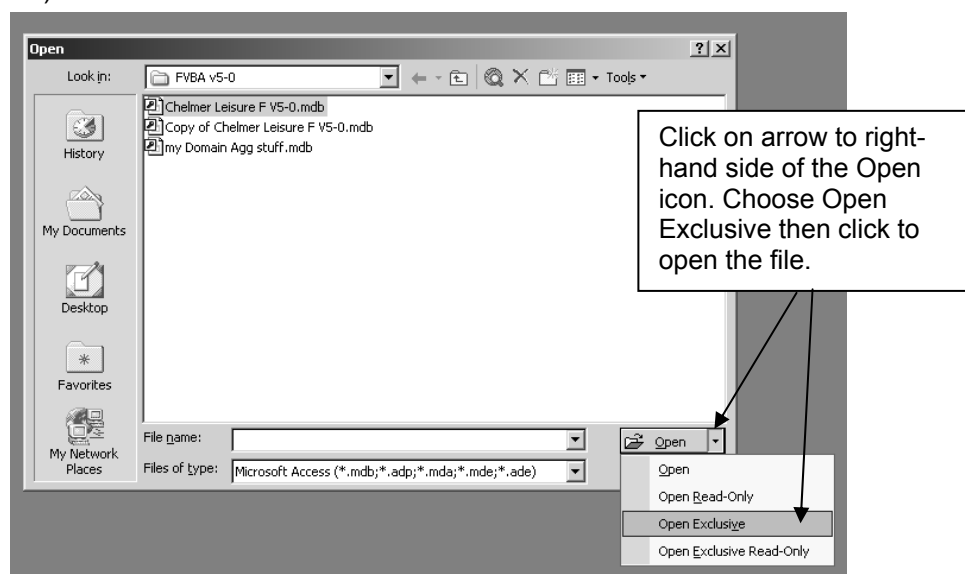 Open
Look in:
FVBA v5-0
Tools
Chelmer Leisure F V5-0.mdb
Copy of Chelmer Leisure F V5-0.mdb
my Domain Agg stuff.mdb
History
My Documents
Desktop
Favorites
My Network
Places
Click on arrow to right-
hand side of the Open
icon. Choose Open
Exclusive then click to
open the file.
File name:
Open
Files of type:
Microsoft Access (*.mdb;*.adp;*.mda;*.mde;*.ade)
Open
Open Read-Only
Open Exclusive
Open Exclusive Read-Only